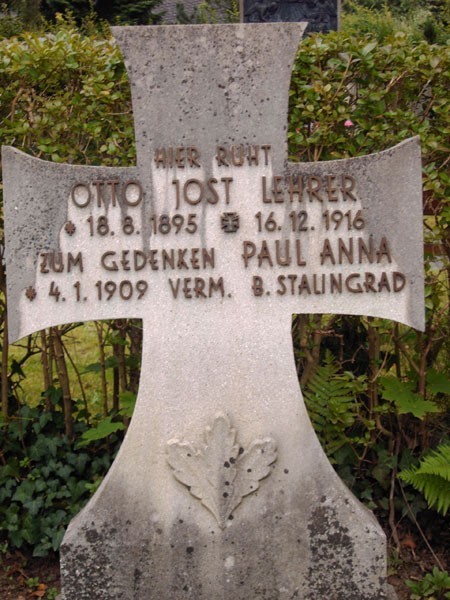 HIER RUHT
OTTO JOST LEHRER
* 18. 8. 1895 ✠ 16. 12. 1916
ZUM GEDENKEN PAUL ANNA
* 4. 1. 1909 VERM. B. STALINGRAD